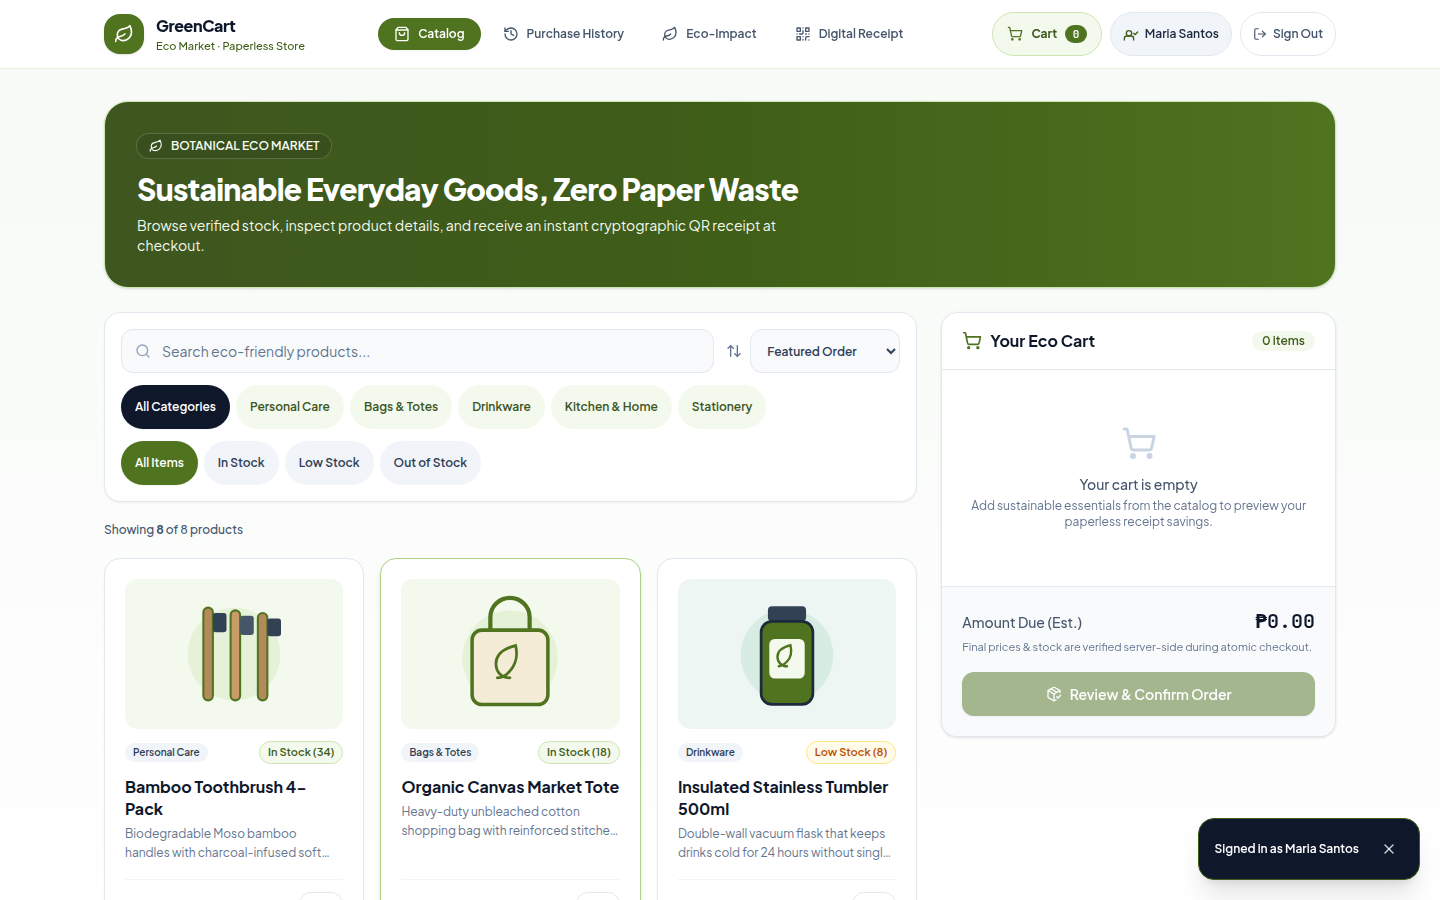 GreenCart
Eco Market · Paperless Store
Catalog
Purchase History
Eco-Impact
Digital Receipt
Cart 0
Maria Santos
Sign Out
BOTANICAL ECO MARKET
Sustainable Everyday Goods, Zero Paper Waste
Browse verified stock, inspect product details, and receive an instant cryptographic QR receipt at
checkout.
Search eco-friendly products...
Featured Order
All Categories
Personal Care
Bags & Totes
Drinkware
Kitchen & Home
Stationery
All Items
In Stock
Low Stock
Out of Stock
Showing 8 of 8 products
Personal Care
In Stock (34)
Bamboo Toothbrush 4-
Pack
Biodegradable Moso bamboo
handles with charcoal-infused soft...
Bags & Totes
In Stock (18)
Organic Canvas Market Tote
Heavy-duty unbleached cotton
shopping bag with reinforced stitche...
Drinkware
Low Stock (8)
Insulated Stainless Tumbler
500ml
Double-wall vacuum flask that keeps
drinks cold for 24 hours without singl...
Your Eco Cart
0 items
Your cart is empty
Add sustainable essentials from the catalog to preview your
paperless receipt savings.
Amount Due (Est.)
₱0.00
Final prices & stock are verified server-side during atomic checkout.
Review & Confirm Order
Signed in as Maria Santos